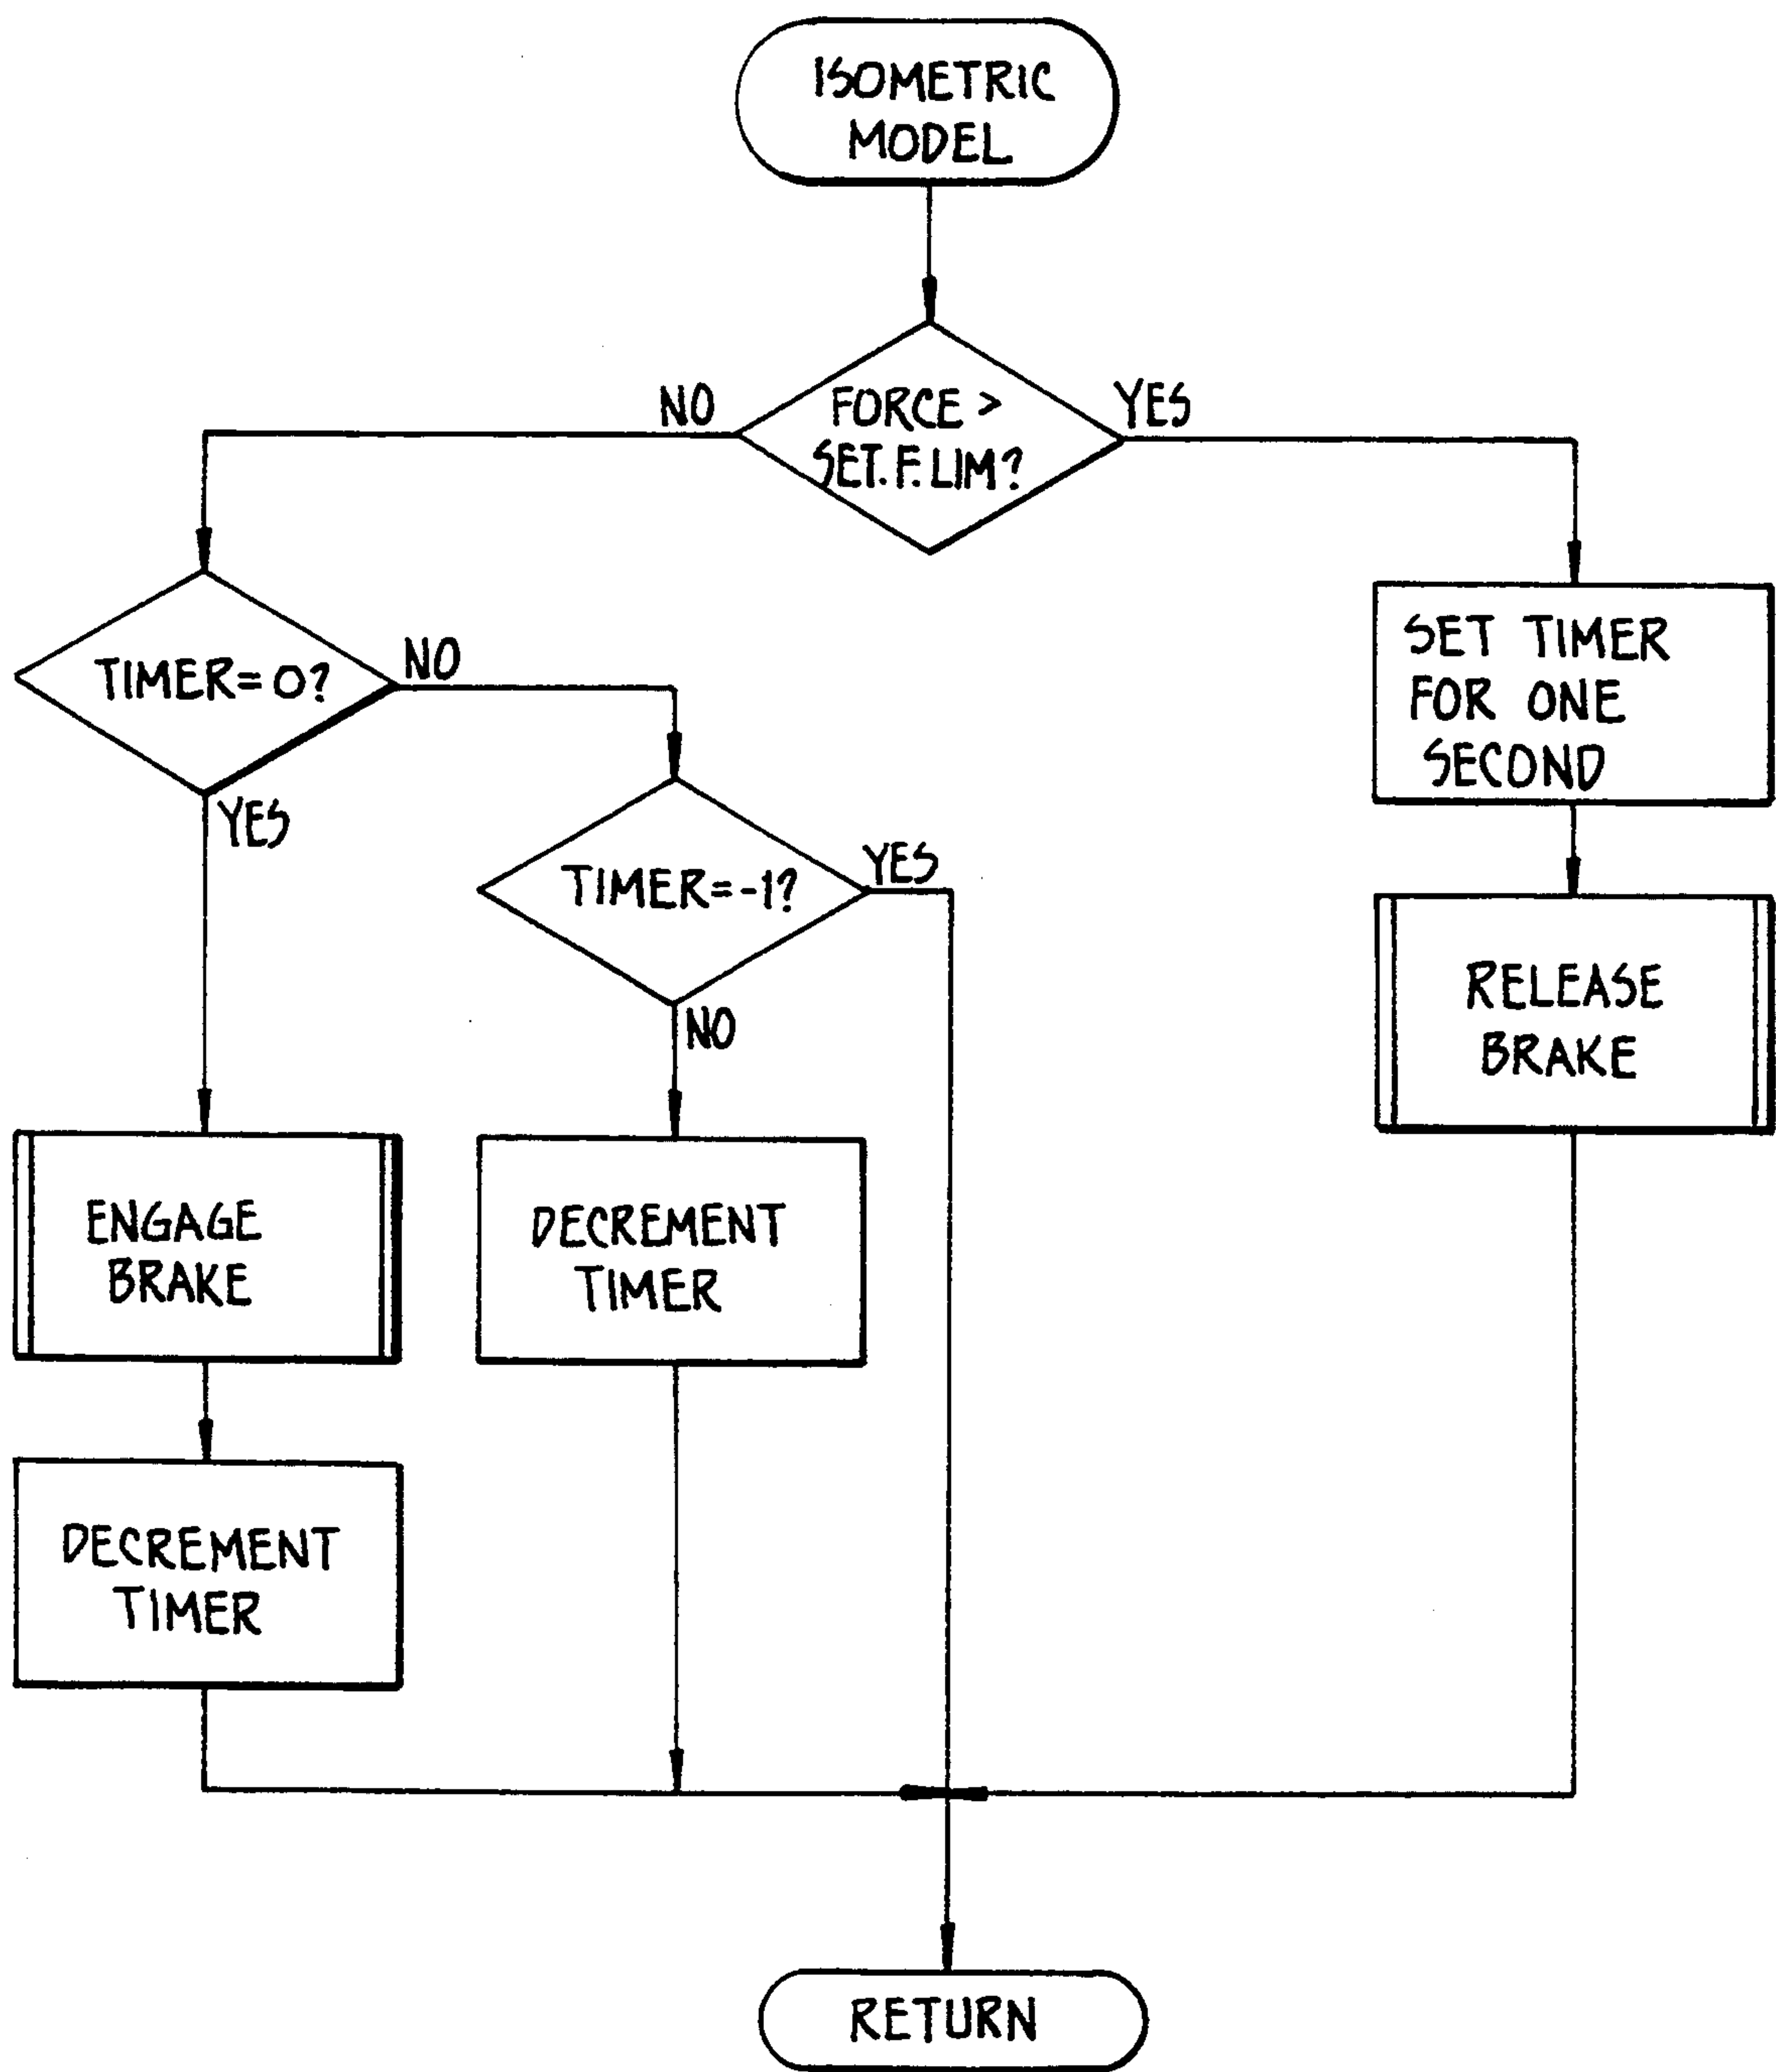 ISOMETRIC
MODEL
NO
FORCE >
SET.F.LIM?
YES
TIMER=0?
NO
YES
SET TIMER
FOR ONE
SECOND
TIMER=-1?
YES
NO
RELEASE
BRAKE
ENGAGE
BRAKE
DECREMENT
TIMER
DECREMENT
TIMER
RETURN